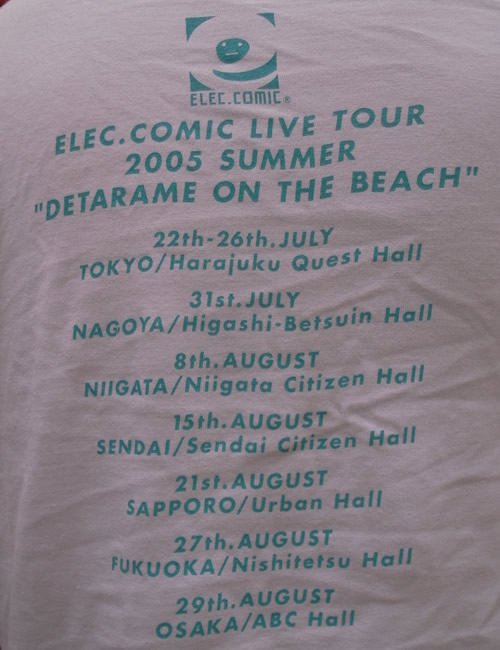 ELEC.COMIC®
ELEC.COMIC LIVE TOUR
2005 SUMMER
"DETARAME ON THE BEACH"
22th-26th.JULY
TOKYO/Harajuku Quest Hall
31st.JULY
NAGOYA/Higashi-Betsuin Hall
8th.AUGUST
NIIGATA/Niigata Citizen Hall
15th.AUGUST
SENDAI/Sendai Citizen Hall
21st.AUGUST
SAPPORO/Urban Hall
27th.AUGUST
FUKUOKA/Nishitetsu Hall
29th.AUGUST
OSAKA/ABC Hall